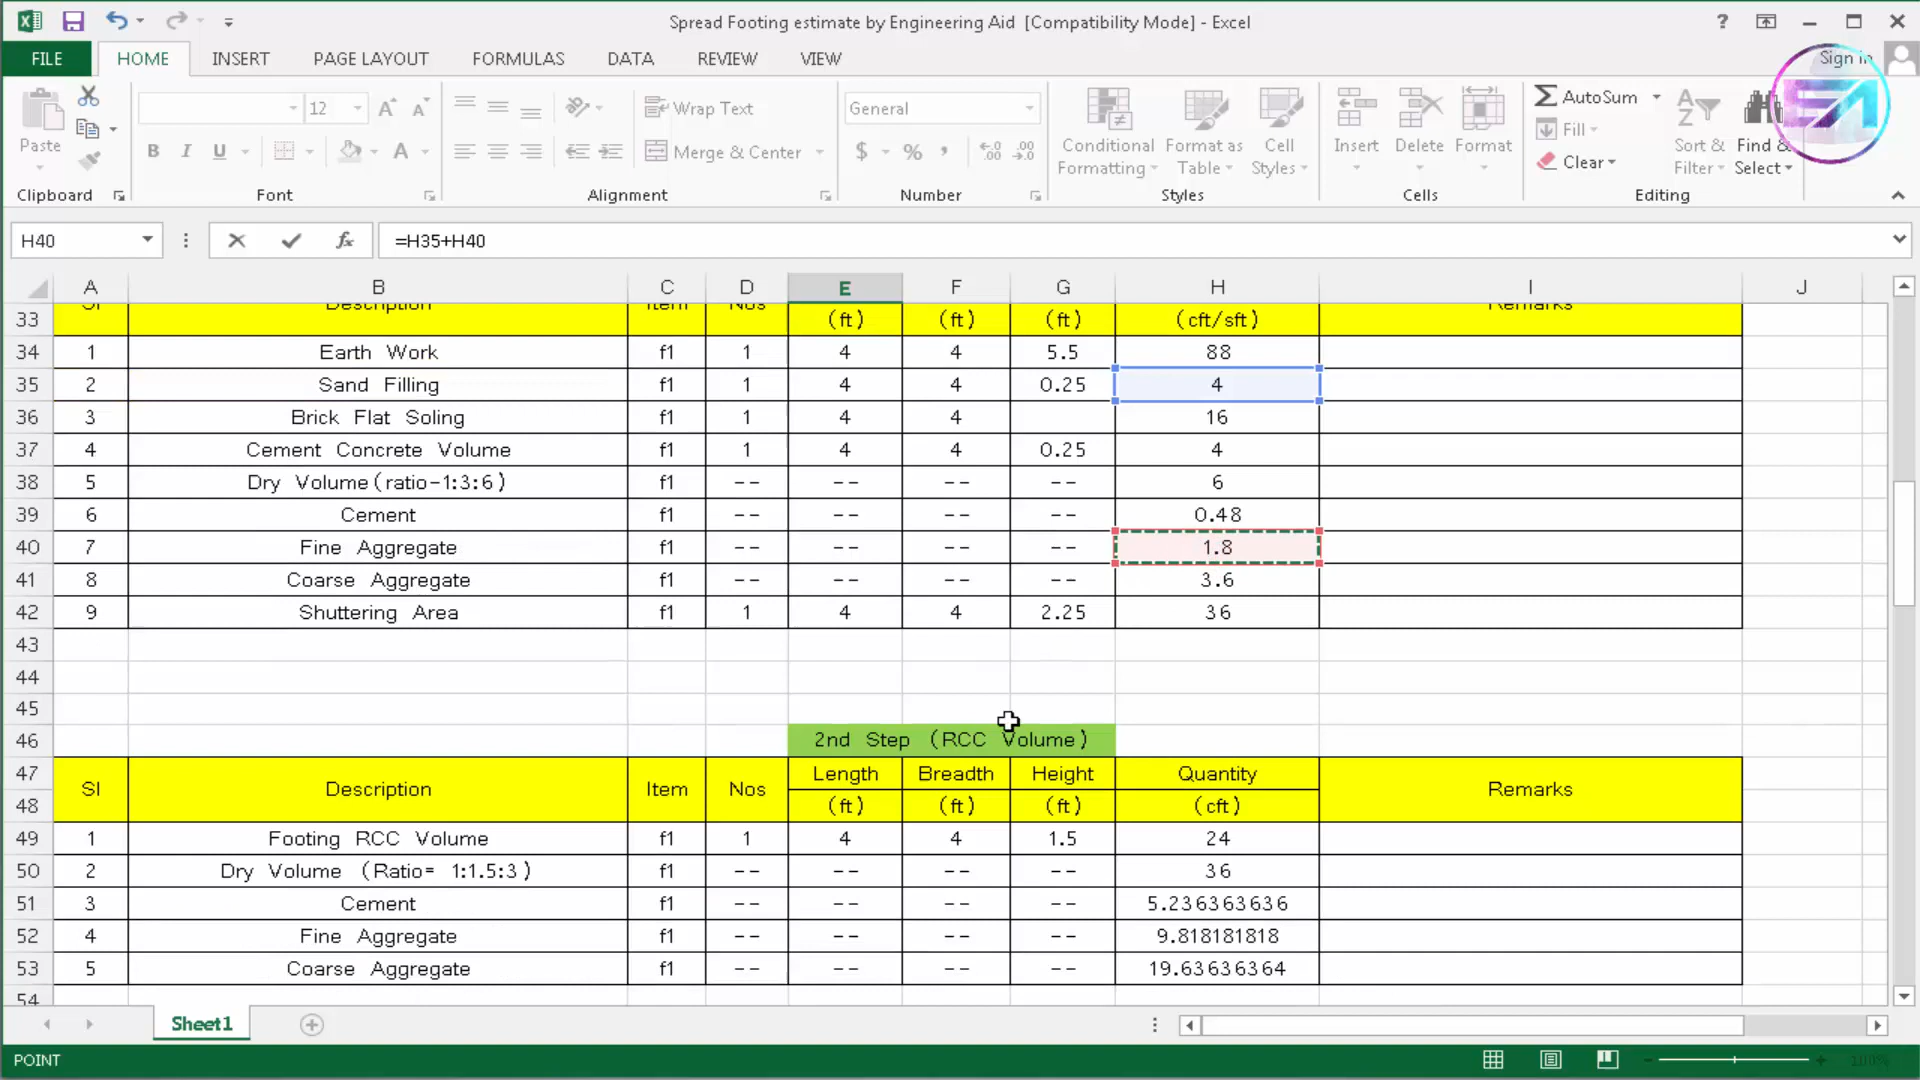 Spread Footing estimate by Engineering Aid [Compatibility Mode] - Excel
?
FILE HOME INSERT PAGE LAYOUT FORMULAS DATA REVIEW VIEW Sign in
Paste
Clipboard
12
B I U A
Font
Wrap Text
Merge & Center
Alignment
General
$ % ,
Number
Conditional Formatting
Format as Table
Cell Styles
Styles
Insert Delete Format
Cells
AutoSum
Fill
Clear
Sort & Filter
Find & Select
Editing
H40 =H35+H40
A B C D E F G H I J
33 Sl Description Item Nos (ft) (ft) (ft) (cft/sft) Remarks
34 1 Earth Work f1 1 4 4 5.5 88
35 2 Sand Filling f1 1 4 4 0.25 4
36 3 Brick Flat Soling f1 1 4 4 16
37 4 Cement Concrete Volume f1 1 4 4 0.25 4
38 5 Dry Volume(ratio-1:3:6) f1 -- -- -- -- 6
39 6 Cement f1 -- -- -- -- 0.48
40 7 Fine Aggregate f1 -- -- -- -- 1.8
41 8 Coarse Aggregate f1 -- -- -- -- 3.6
42 9 Shuttering Area f1 1 4 4 2.25 36
43
44
45
46 2nd Step (RCC Volume)
47 Sl Description Item Nos Length Breadth Height Quantity Remarks
48 (ft) (ft) (ft) (cft)
49 1 Footing RCC Volume f1 1 4 4 1.5 24
50 2 Dry Volume (Ratio= 1:1.5:3) f1 -- -- -- -- 36
51 3 Cement f1 -- -- -- -- 5.236363636
52 4 Fine Aggregate f1 -- -- -- -- 9.818181818
53 5 Coarse Aggregate f1 -- -- -- -- 19.63636364
54
Sheet1
POINT 100%